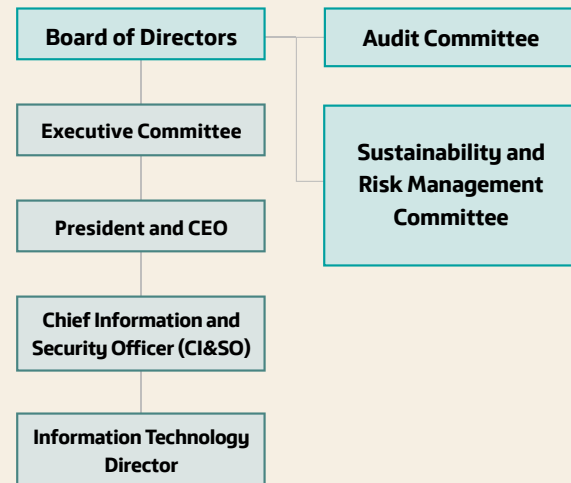 Board of Directors
Audit Committee
Executive Committee
Sustainability and
Risk Management
Committee
President and CEO
Chief Information and
Security Officer (CI&SO)
Information Technology
Director